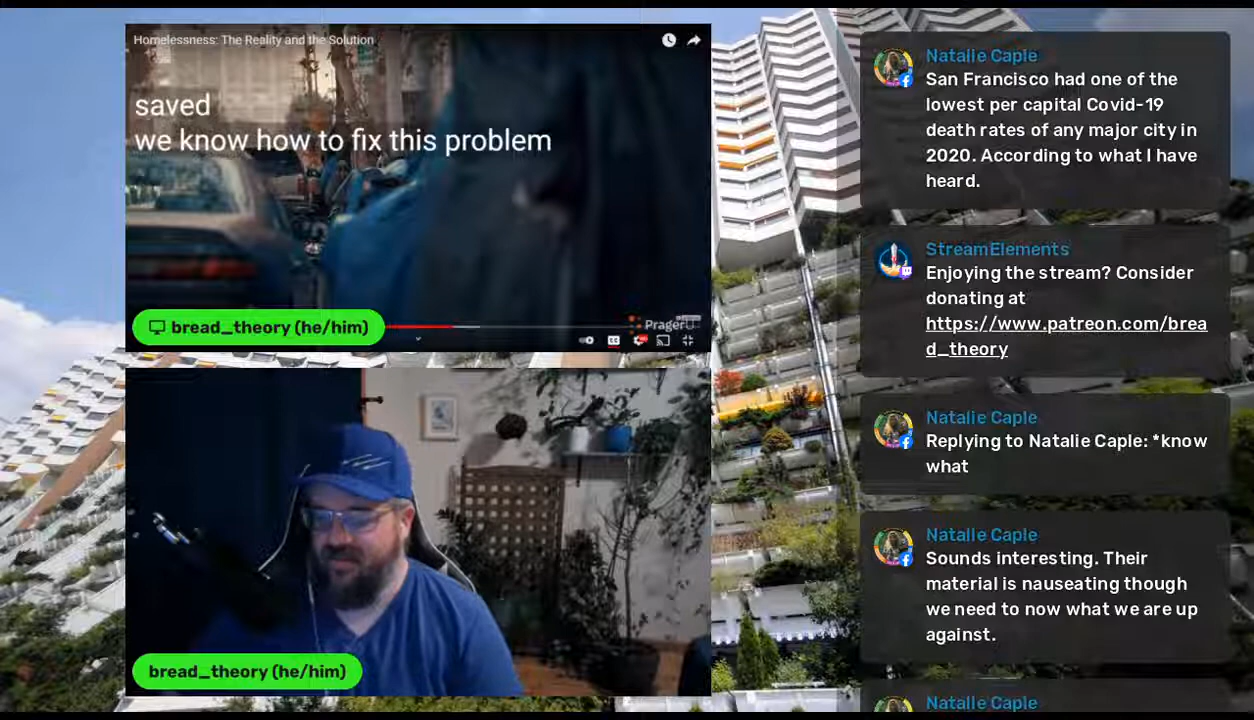 Homelessness: The Reality and the Solution
saved
we know how to fix this problem
PragerU
bread_theory (he/him)
bread_theory (he/him)
Natalie Caple
San Francisco had one of the
lowest per capital Covid-19
death rates of any major city in
2020. According to what I have
heard.
StreamElements
Enjoying the stream? Consider
donating at
https://www.patreon.com/brea
d_theory
Natalie Caple
Replying to Natalie Caple: *know
what
Natalie Caple
Sounds interesting. Their
material is nauseating though
we need to now what we are up
against.
Natalie Caple